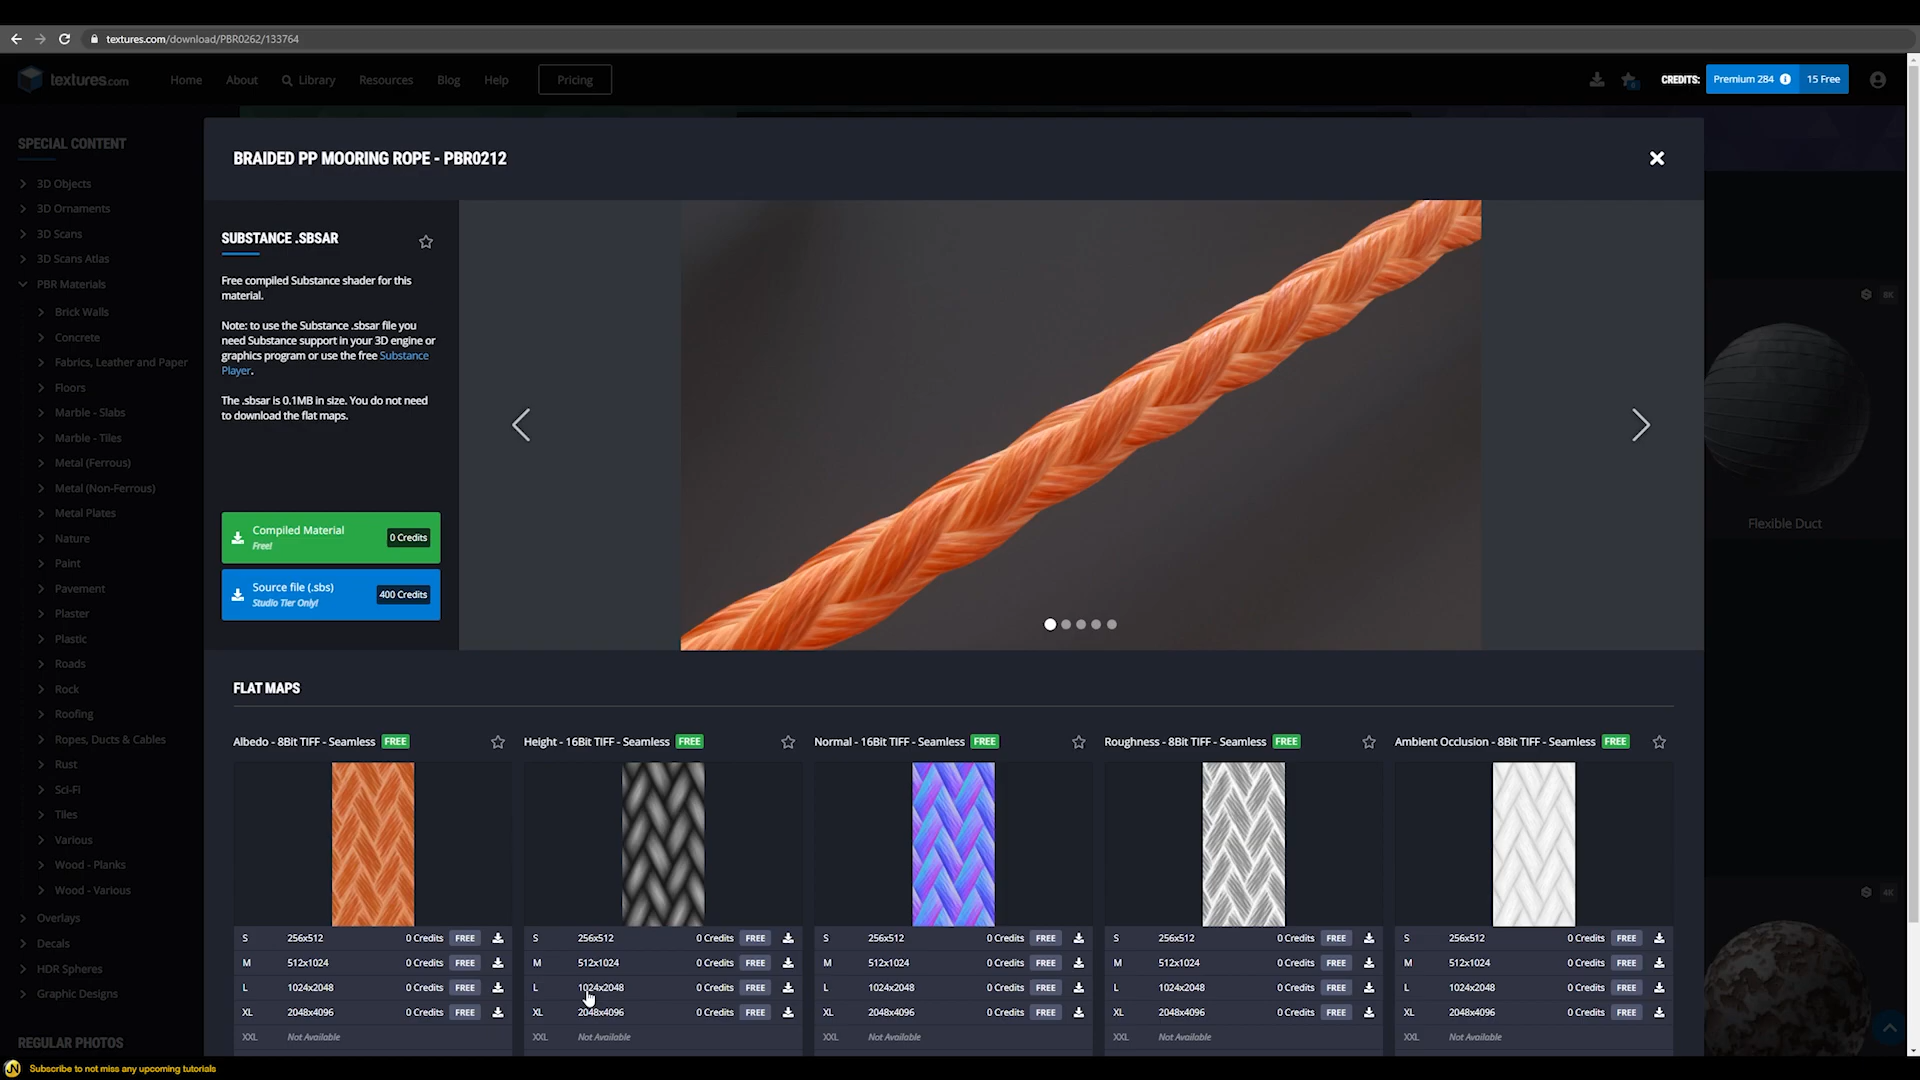 textures.com/download/PBR0262/133764
textures.com
Home
About
Library
Resources
Blog
Help
Pricing
CREDITS:
Premium 284
15 Free
SPECIAL CONTENT
3D Objects
3D Ornaments
3D Scans
3D Scans Atlas
PBR Materials
Brick Walls
Concrete
Fabrics, Leather and Paper
Floors
Marble - Slabs
Marble - Tiles
Metal (Ferrous)
Metal (Non-Ferrous)
Metal Plates
Nature
Paint
Pavement
Plaster
Plastic
Roads
Rock
Roofing
Ropes, Ducts & Cables
Rust
Sci-Fi
Tiles
Various
Wood - Planks
Wood - Various
Overlays
Decals
HDR Spheres
Graphic Designs
REGULAR PHOTOS
BRAIDED PP MOORING ROPE - PBR0212
SUBSTANCE .SBSAR
Free compiled Substance shader for this
material.
Note: to use the Substance .sbsar file you
need Substance support in your 3D engine or
graphics program or use the free Substance
Player.
The .sbsar is 0.1MB in size. You do not need
to download the flat maps.
Compiled Material
Free!
0 Credits
Source file (.sbs)
Studio Tier Only!
400 Credits
8K
Flexible Duct
4K
FLAT MAPS
Albedo - 8Bit TIFF - Seamless FREE
S 256x512 0 Credits FREE
M 512x1024 0 Credits FREE
L 1024x2048 0 Credits FREE
XL 2048x4096 0 Credits FREE
XXL Not Available
Height - 16Bit TIFF - Seamless FREE
S 256x512 0 Credits FREE
M 512x1024 0 Credits FREE
L 1024x2048 0 Credits FREE
XL 2048x4096 0 Credits FREE
XXL Not Available
Normal - 16Bit TIFF - Seamless FREE
S 256x512 0 Credits FREE
M 512x1024 0 Credits FREE
L 1024x2048 0 Credits FREE
XL 2048x4096 0 Credits FREE
XXL Not Available
Roughness - 8Bit TIFF - Seamless FREE
S 256x512 0 Credits FREE
M 512x1024 0 Credits FREE
L 1024x2048 0 Credits FREE
XL 2048x4096 0 Credits FREE
XXL Not Available
Ambient Occlusion - 8Bit TIFF - Seamless FREE
S 256x512 0 Credits FREE
M 512x1024 0 Credits FREE
L 1024x2048 0 Credits FREE
XL 2048x4096 0 Credits FREE
XXL Not Available
JN Subscribe to not miss any upcoming tutorials